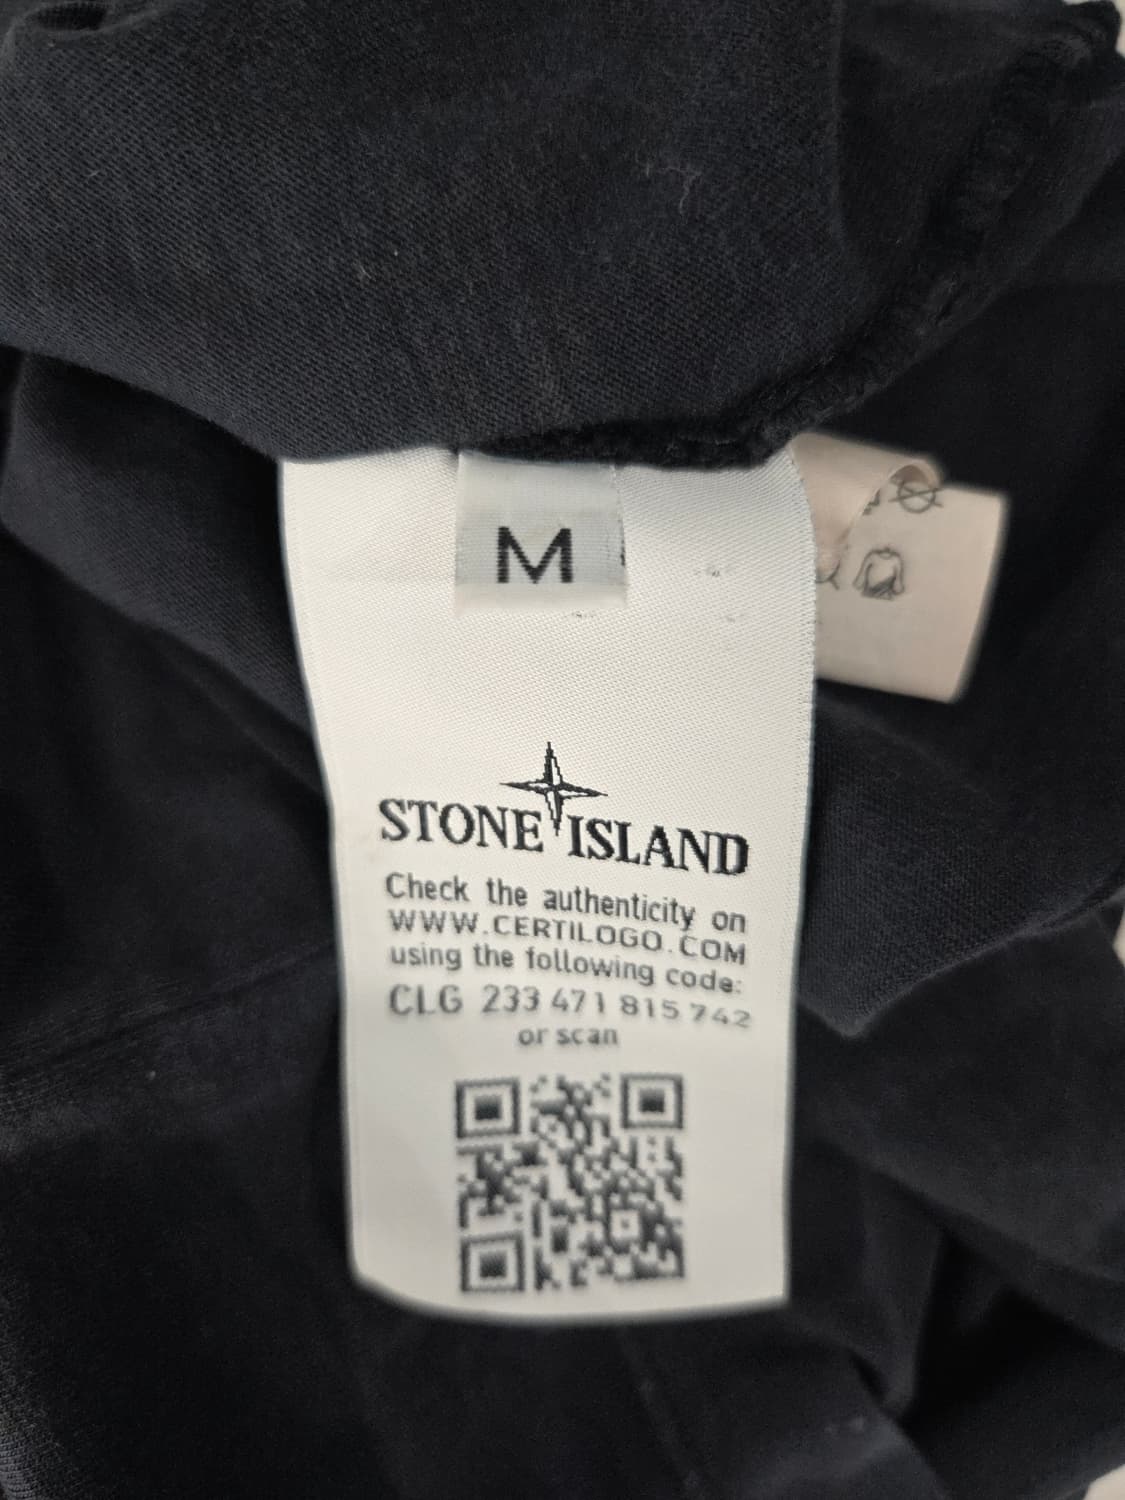 M
STONE ISLAND
Check the authenticity on
WWW.CERTILOGO.COM
using the following code:
CLG 233 471 815 742
or scan